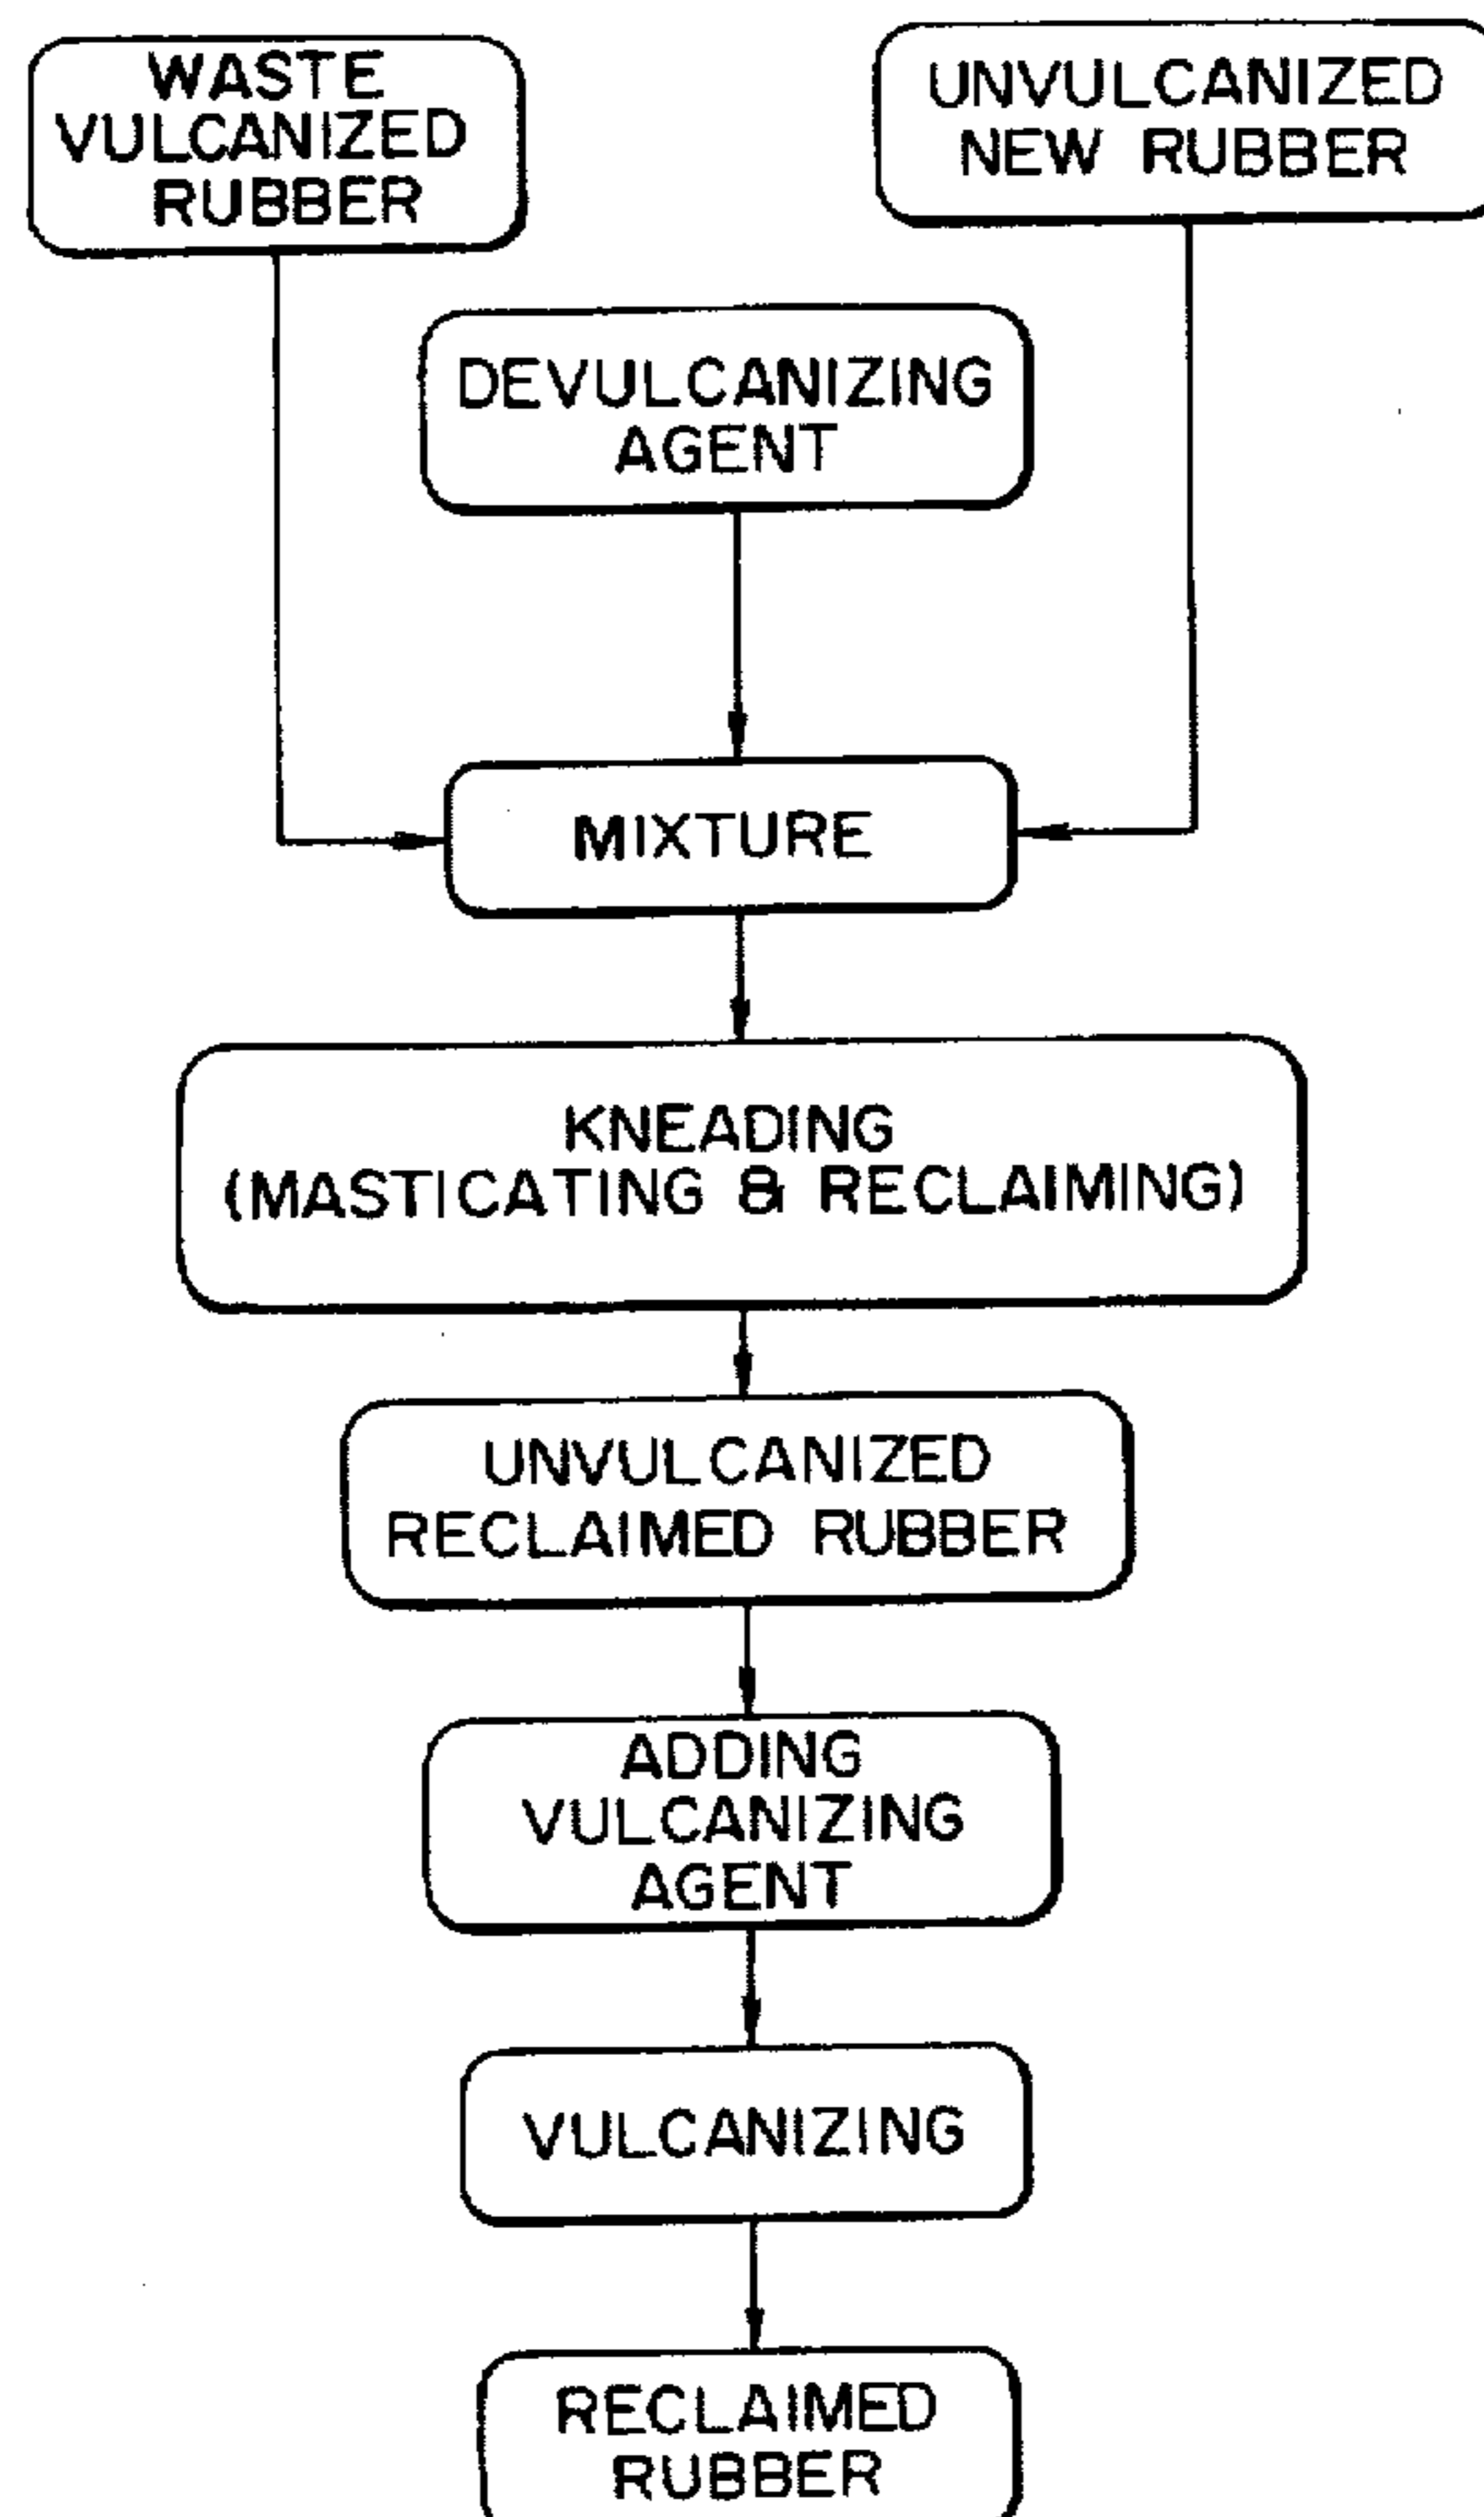 WASTE
VULCANIZED
RUBBER
UNVULCANIZED
NEW RUBBER
DEVULCANIZING
AGENT
MIXTURE
KNEADING
(MASTICATING & RECLAIMING)
UNVULCANIZED
RECLAIMED RUBBER
ADDING
VULCANIZING
AGENT
VULCANIZING
RECLAIMED
RUBBER